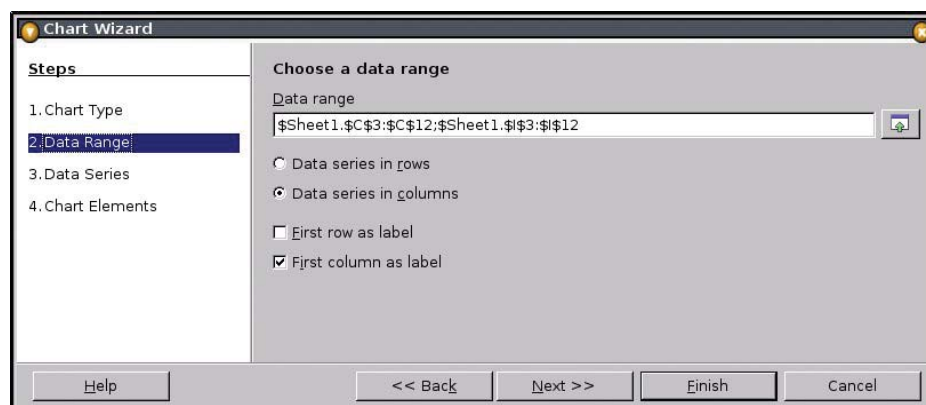 Chart Wizard
Steps
1. Chart Type
2. Data Range
3. Data Series
4. Chart Elements
Choose a data range
Data range
$Sheet1.$C$3:$C$12;$Sheet1.$I$3:$I$12
Data series in rows
Data series in columns
First row as label
First column as label
Help
<< Back
Next >>
Finish
Cancel